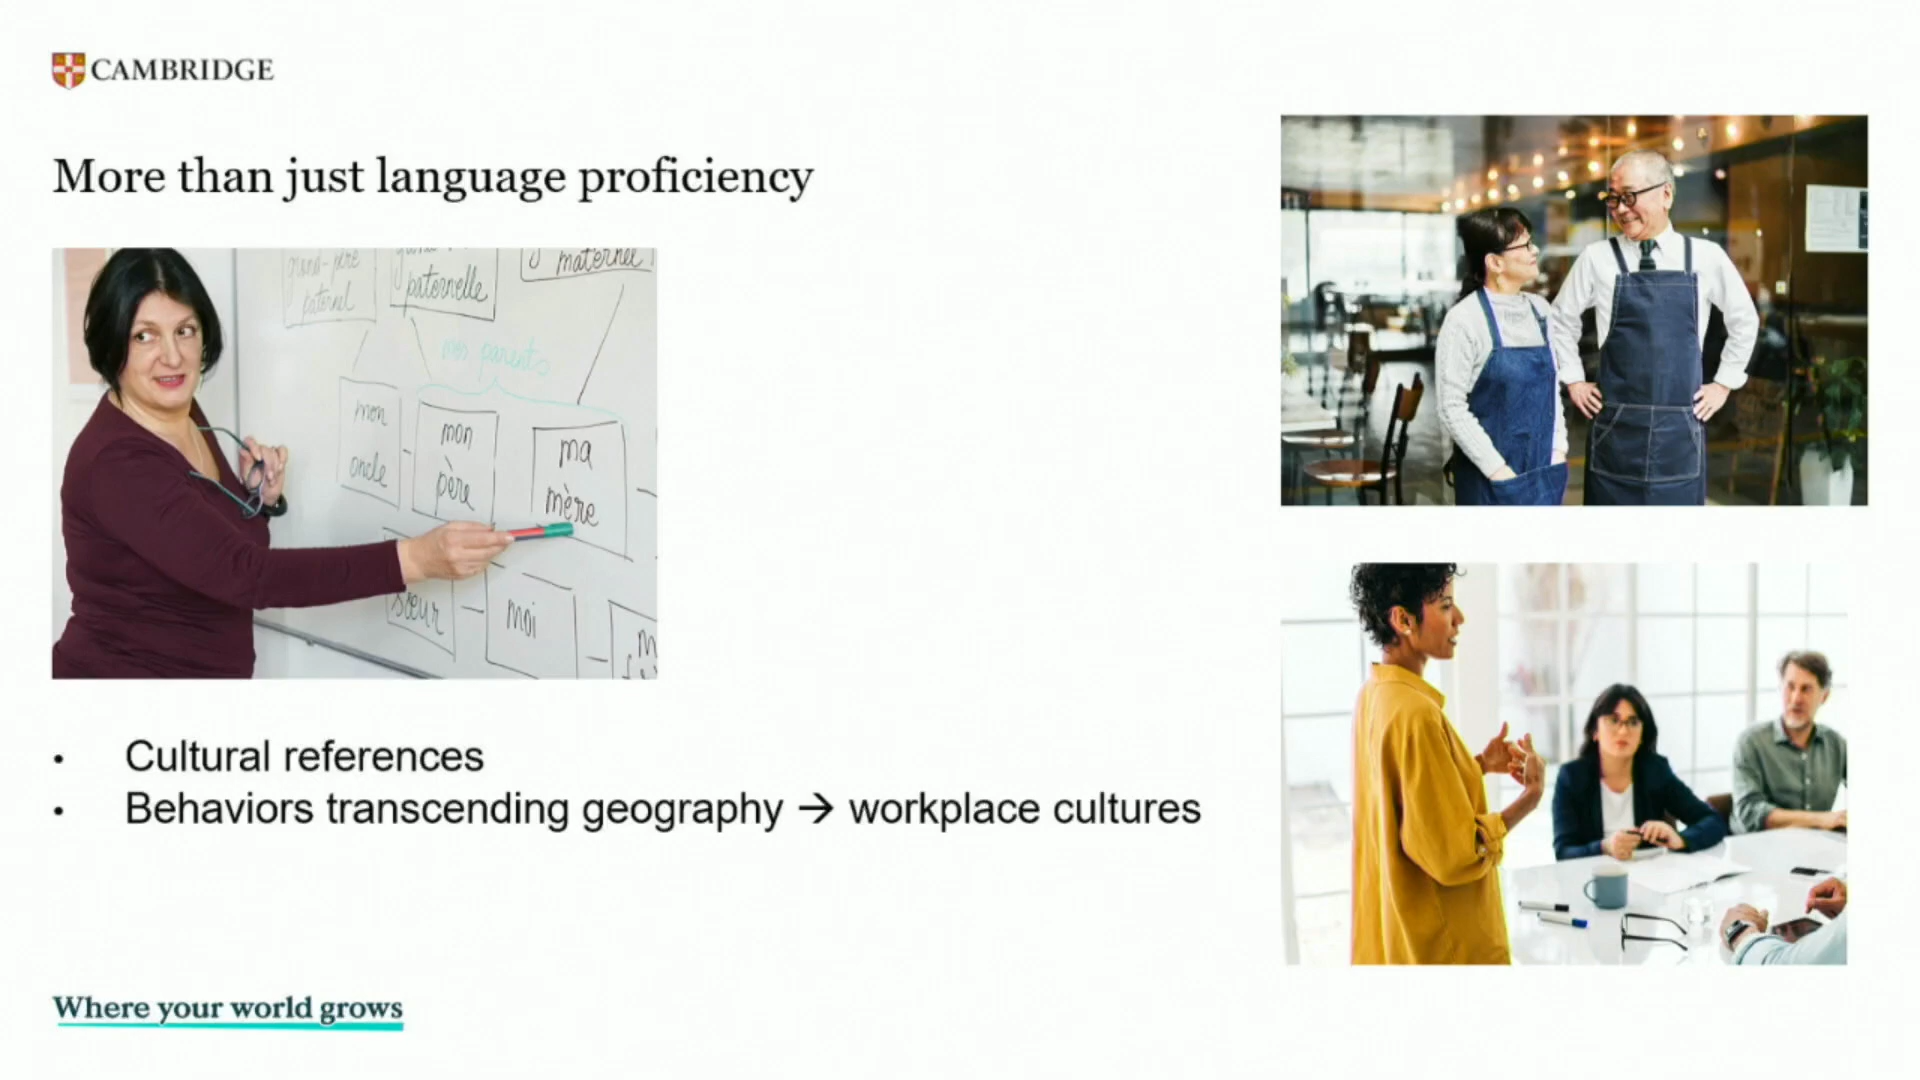 CAMBRIDGE
More than just language proficiency
grand-père
paternel
paternelle
maternel
mes parents
mon
oncle
mon
père
ma
mère
sœur
moi
• Cultural references
• Behaviors transcending geography → workplace cultures
Where your world grows